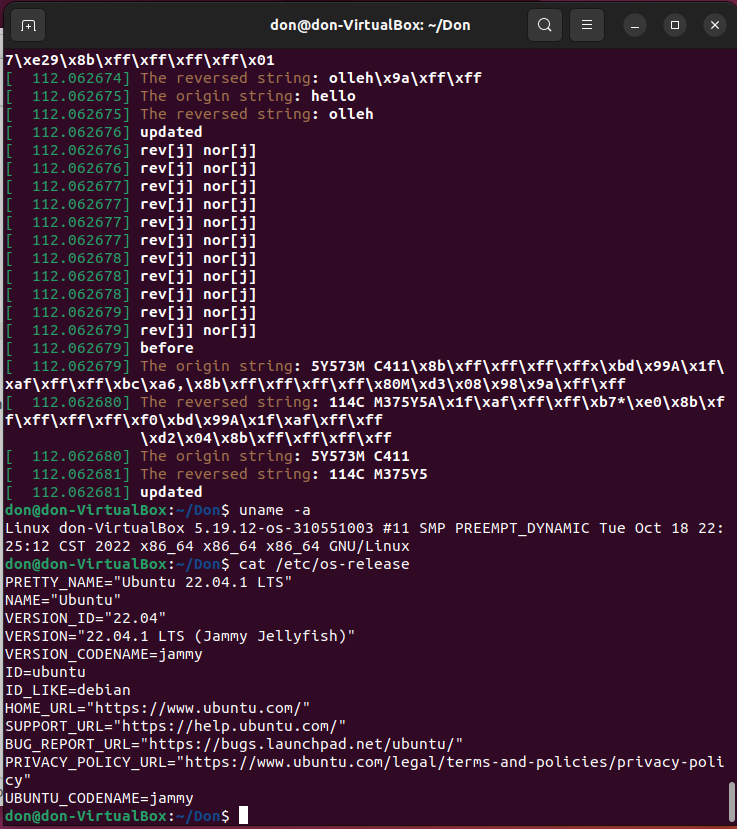 don@don-VirtualBox: ~/Don
7\xe29\x8b\xff\xff\xff\xff\x01
[  112.062674] The reversed string: olleh\x9a\xff\xff
[  112.062675] The origin string: hello
[  112.062675] The reversed string: olleh
[  112.062676] updated
[  112.062676] rev[j] nor[j]
[  112.062676] rev[j] nor[j]
[  112.062677] rev[j] nor[j]
[  112.062677] rev[j] nor[j]
[  112.062677] rev[j] nor[j]
[  112.062677] rev[j] nor[j]
[  112.062678] rev[j] nor[j]
[  112.062678] rev[j] nor[j]
[  112.062679] rev[j] nor[j]
[  112.062679] rev[j] nor[j]
[  112.062679] before
[  112.062679] The origin string: 5Y573M C411\x8b\xff\xff\xff\xffx\xbd\x99A\x1f\
xaf\xff\xff\xbc\xa6,\x8b\xff\xff\xff\xff\x80M\xd3\x08\x98\x9a\xff\xff
[  112.062680] The reversed string: 114C M375Y5A\x1f\xaf\xff\xff\xb7*\xe0\x8b\xf
f\xff\xff\xff\xf0\xbd\x99A\x1f\xaf\xff\xff
\xd2\x04\x8b\xff\xff\xff\xff
[  112.062680] The origin string: 5Y573M C411
[  112.062681] The reversed string: 114C M375Y5
[  112.062681] updated
don@don-VirtualBox:~/Don$ uname -a
Linux don-VirtualBox 5.19.12-os-310551003 #11 SMP PREEMPT_DYNAMIC Tue Oct 18 22:
25:12 CST 2022 x86_64 x86_64 x86_64 GNU/Linux
don@don-VirtualBox:~/Don$ cat /etc/os-release
PRETTY_NAME="Ubuntu 22.04.1 LTS"
NAME="Ubuntu"
VERSION_ID="22.04"
VERSION="22.04.1 LTS (Jammy Jellyfish)"
VERSION_CODENAME=jammy
ID=ubuntu
ID_LIKE=debian
HOME_URL="https://www.ubuntu.com/"
SUPPORT_URL="https://help.ubuntu.com/"
BUG_REPORT_URL="https://bugs.launchpad.net/ubuntu/"
PRIVACY_POLICY_URL="https://www.ubuntu.com/legal/terms-and-policies/privacy-poli
cy"
UBUNTU_CODENAME=jammy
don@don-VirtualBox:~/Don$